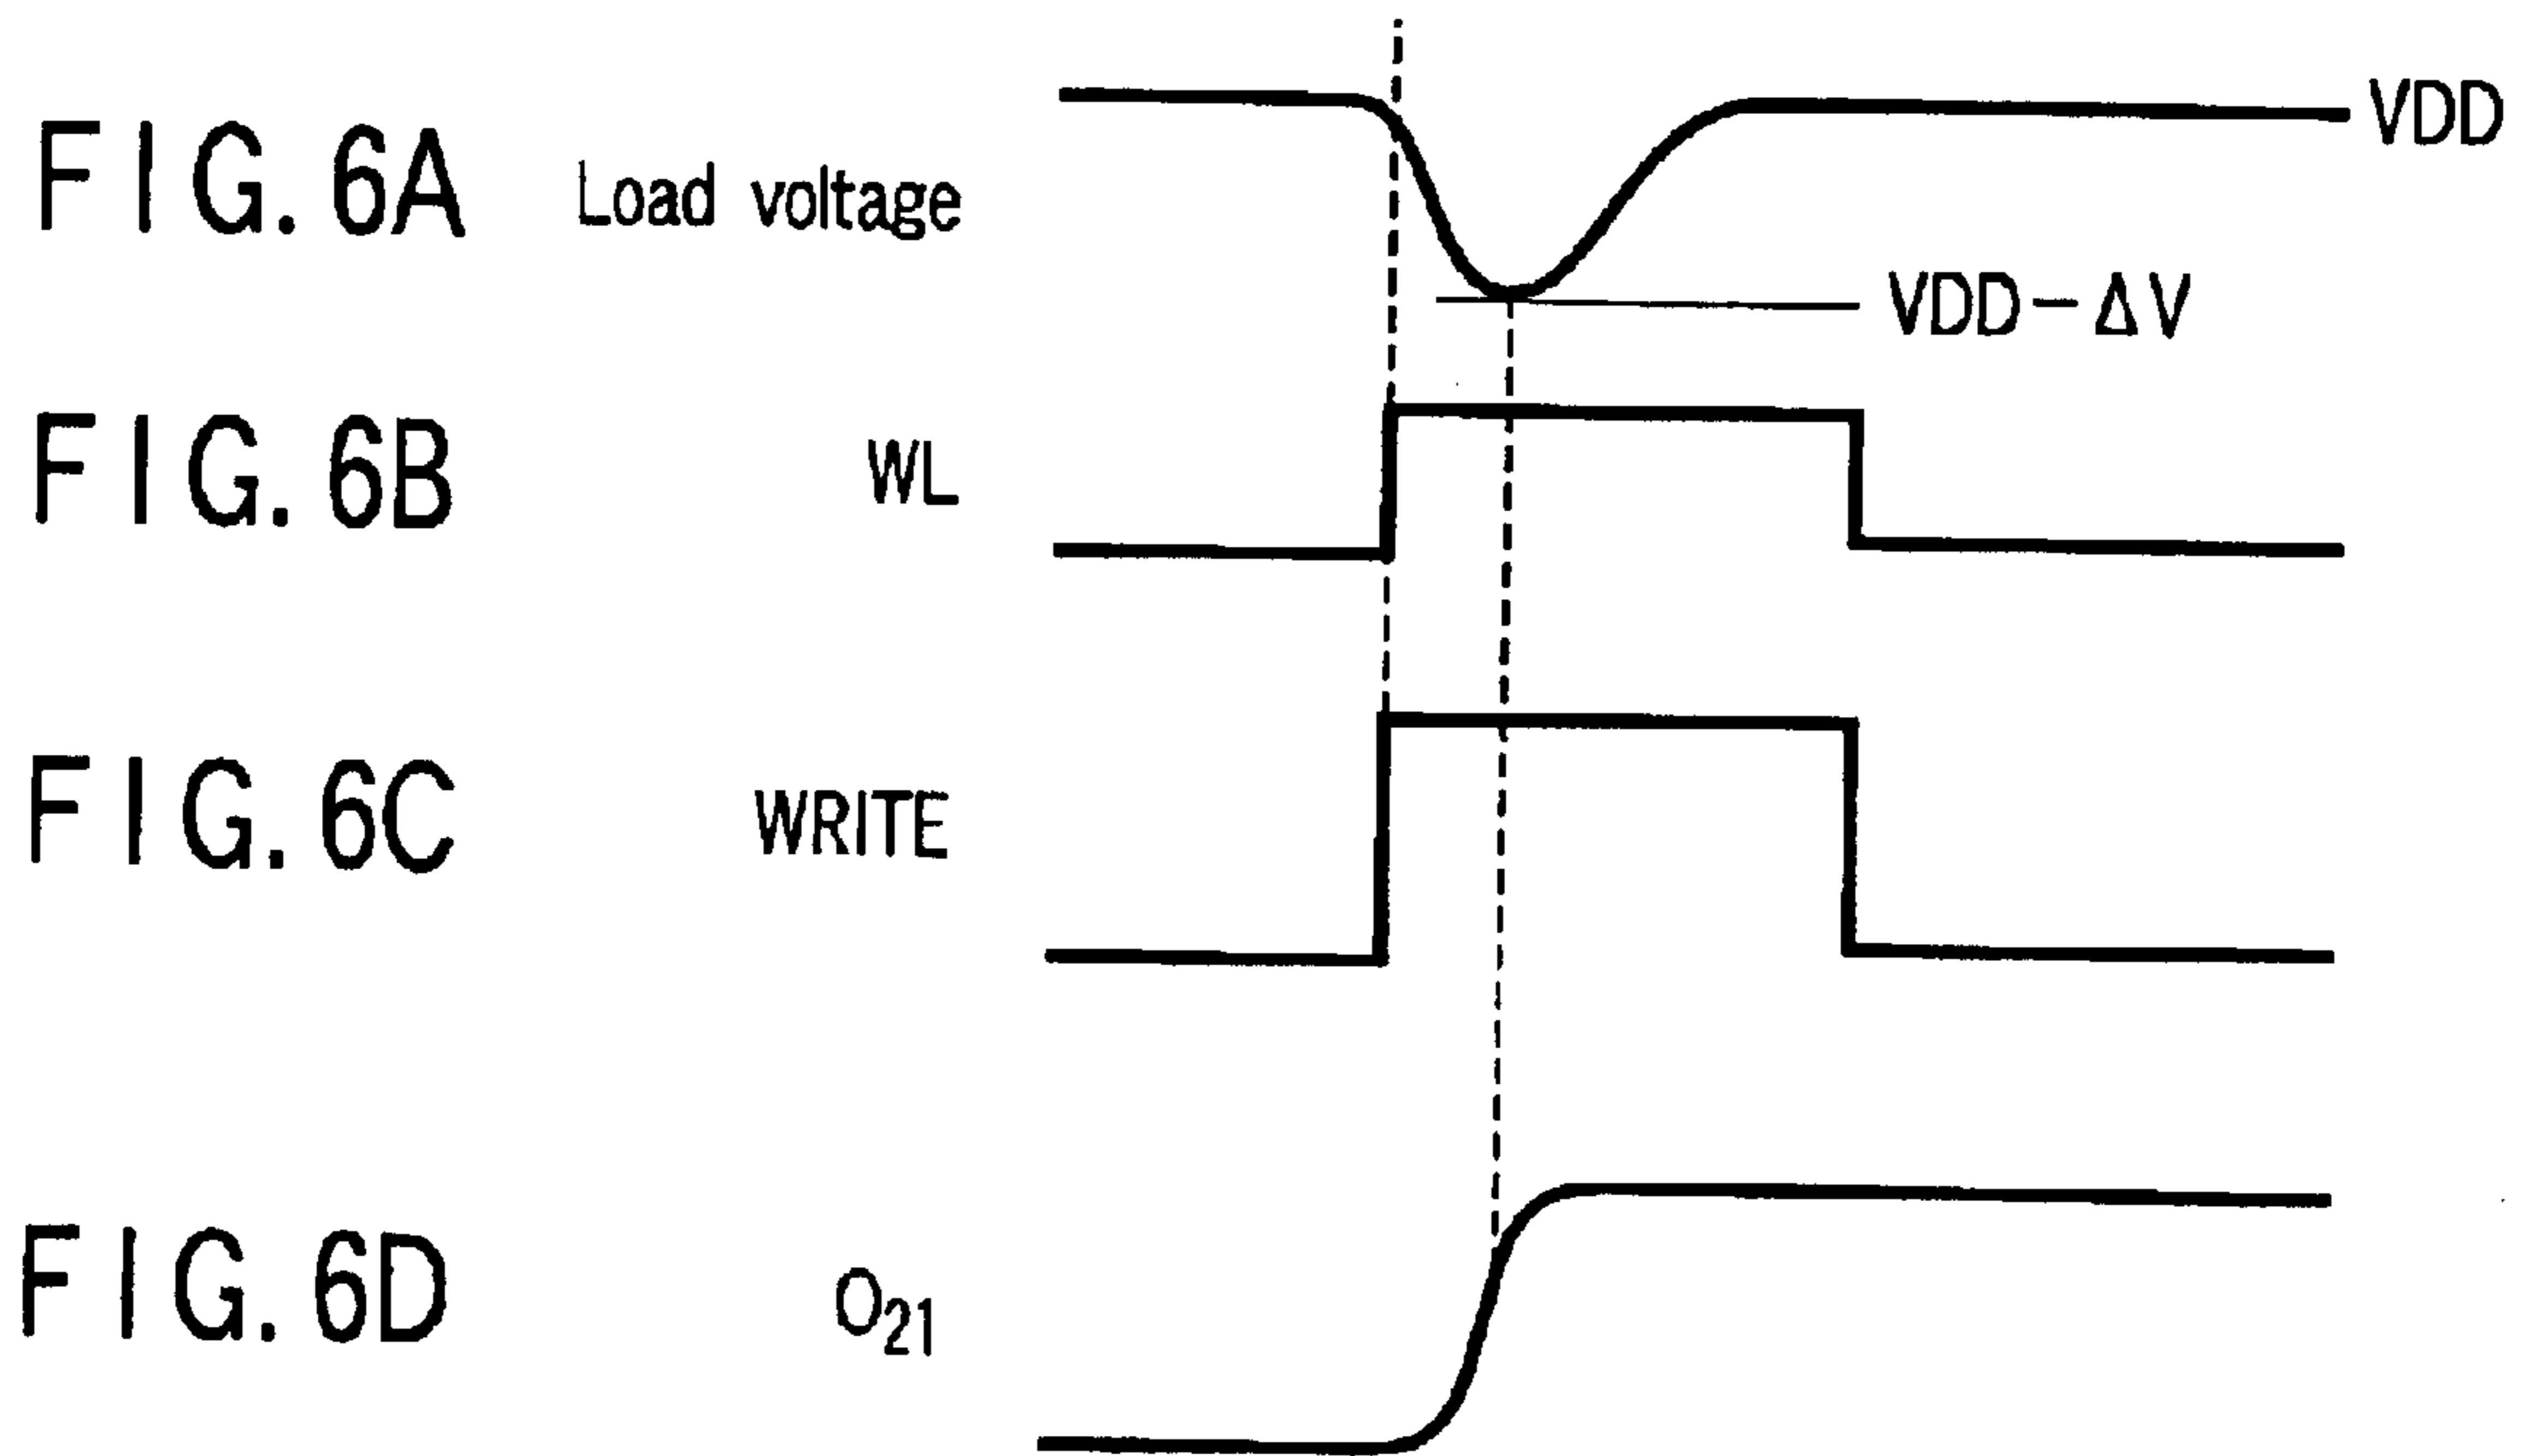 FIG. 6A Load voltage VDD
VDD-ΔV
FIG. 6B WL
FIG. 6C WRITE
FIG. 6D O₂₁